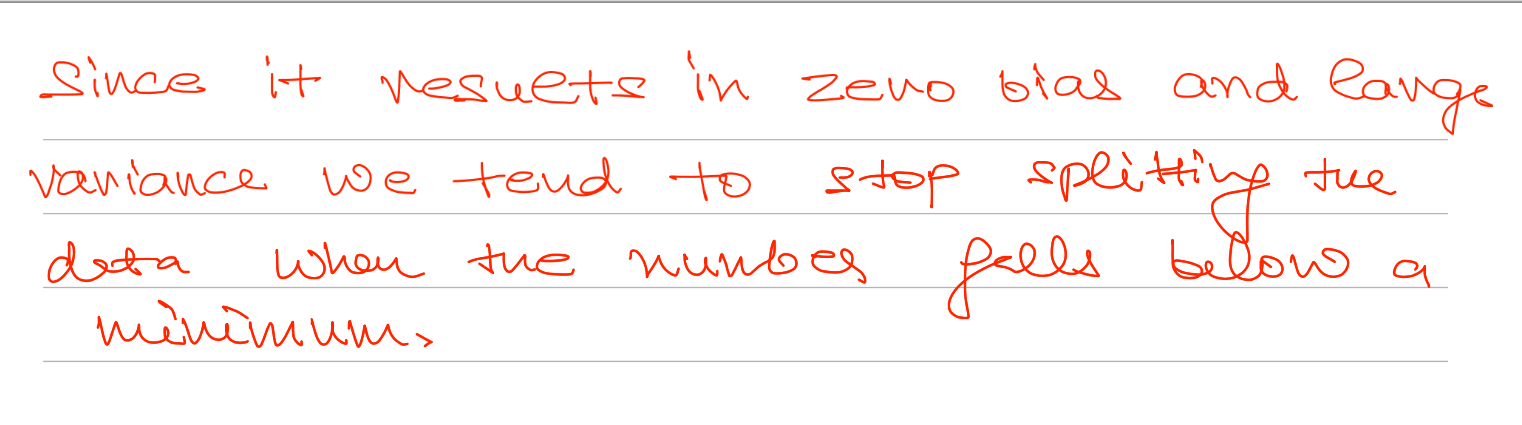 Since it results in zero bias and large
variance we tend to stop splitting the
data when the number falls below a
minimum.